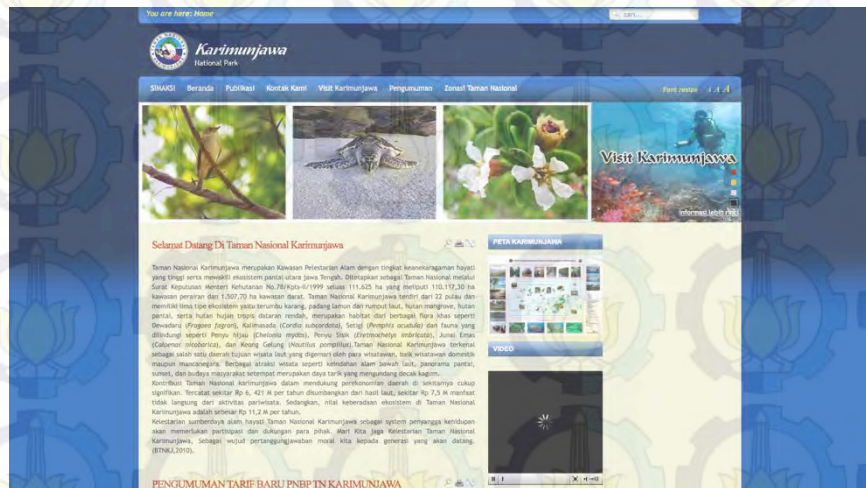 You are here: Home
cari...
Karimunjawa
National Park
SIMAKSI Beranda Publikasi Kontak Kami Visit Karimunjawa Pengumuman Zonasi Taman Nasional Font resize A A A
Visit Karimunjawa
informasi lebih
Selamat Datang Di Taman Nasional Karimunjawa
PETA KARIMUNJAWA
Taman Nasional Karimunjawa merupakan Kawasan Pelestarian Alam dengan tingkat keanekaragaman hayati
yang tinggi serta mewakili ekosistem pantai utara jawa Tengah. Ditetapkan sebagai Taman Nasional melalui
Surat Keputusan Menteri Kehutanan No.78/Kpts-II/1999 seluas 111.625 ha yang meliputi 110.117,30 ha
kawasan perairan dan 1.507,70 ha kawasan darat. Taman Nasional Karimunjawa terdiri dari 22 pulau dan
memiliki lima tipe ekosistem yaitu terumbu karang, padang lamun dan rumput laut, hutan mangrove, hutan
pantai, serta hutan hujan tropis dataran rendah, merupakan habitat dari berbagai flora khas seperti
Dewadaru (Fragaea fagran), Kalimasada (Cordia subcordata), Setigi (Pemphis acudula) dan fauna yang
dilindungi seperti Penyu hijau (Chelonia mydas), Penyu Sisik (Eretmochelys imbricata), Junai Emas
(Caloenas nicobarica), dan Keong Gelung (Nautilus pompillus).Taman Nasional Karimunjawa terkenal
sebagai salah satu daerah tujuan wisata laut yang digemari oleh para wisatawan, baik wisatawan domestik
maupun mancanegara. Berbagai atraksi wisata seperti keindahan alam bawah laut, panorama pantai,
sunset, dan budaya masyarakat setempat merupakan daya tarik yang mengundang decak kagum.
Kontribusi Taman Nasional karimunjawa dalam mendukung perekonomian daerah di sekitarnya cukup
signifikan. Tercatat sekitar Rp 6, 421 M per tahun disumbangkan dari hasil laut, sekitar Rp 7,5 M manfaat
tidak langsung dari aktivitas pariwisata. Sedangkan, nilai keberadaan ekosistem di Taman Nasional
Karimunjawa adalah sebesar Rp 11,2 M per tahun.
Kelestarian sumberdaya alam hayati Taman Nasional Karimunjawa sebagai system penyangga kehidupan
akan memerlukan partisipasi dan dukungan para pihak. Mari Kita Jaga Kelestarian Taman Nasional
Karimunjawa, Sebagai wujud pertanggungjawaban moral kita kepada generasi yang akan datang.
(BTNKJ,2010).
VIDEO
PENGUMUMAN TARIF BARU PNBP TN KARIMUNJAWA